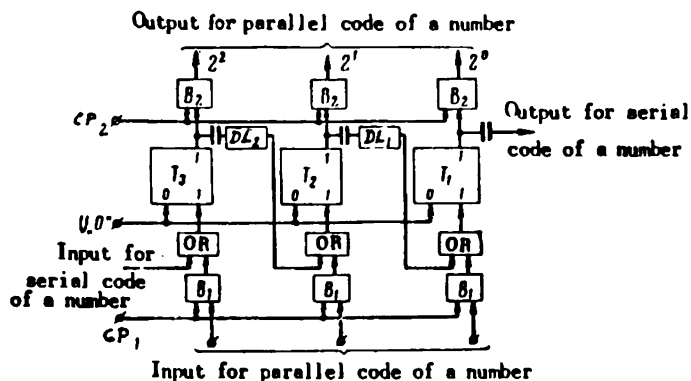 Output for parallel code of a number
2² 2¹ 2⁰
B₂ B₂ B₂
CP₂
Output for serial
code of a number
DL₂ DL₁
1 1 1
T₃ T₂ T₁
0 1 0 1 0 1
U„0"
OR OR OR
Input for
serial code
of a number
B₁ B₁ B₁
CP₁
Input for parallel code of a number